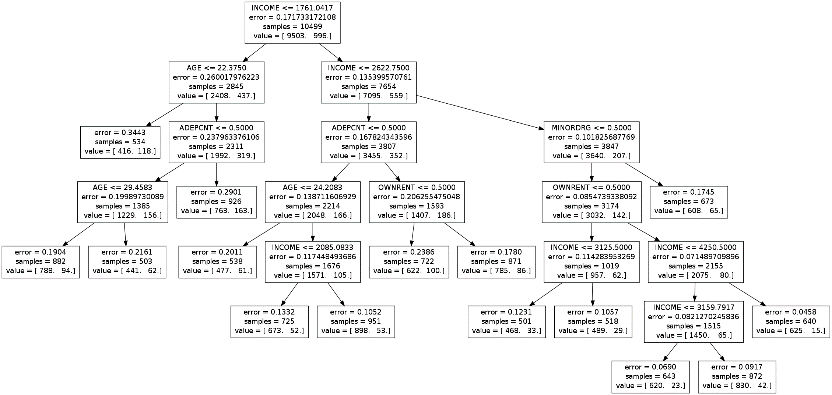 INCOME <= 1761.0417
error = 0.171733172108
samples = 10499
value = [ 9503. 996.]
AGE <= 22.3750
error = 0.260017976223
samples = 2845
value = [ 2408. 437.]
INCOME <= 2622.7500
error = 0.135399570761
samples = 7654
value = [ 7095. 559.]
error = 0.3443
samples = 534
value = [ 416. 118.]
ADEPCNT <= 0.5000
error = 0.237963376106
samples = 2311
value = [ 1992. 319.]
ADEPCNT <= 0.5000
error = 0.167824343596
samples = 3807
value = [ 3455. 352.]
MINORDRG <= 0.5000
error = 0.101825687769
samples = 3847
value = [ 3640. 207.]
AGE <= 29.4583
error = 0.19989730089
samples = 1385
value = [ 1229. 156.]
error = 0.2901
samples = 926
value = [ 763. 163.]
AGE <= 24.2083
error = 0.138711606929
samples = 2214
value = [ 2048. 166.]
OWNRENT <= 0.5000
error = 0.206255475048
samples = 1593
value = [ 1407. 186.]
OWNRENT <= 0.5000
error = 0.0854739338092
samples = 3174
value = [ 3032. 142.]
error = 0.1745
samples = 673
value = [ 608. 65.]
error = 0.1904
samples = 882
value = [ 788. 94.]
error = 0.2161
samples = 503
value = [ 441. 62.]
error = 0.2011
samples = 538
value = [ 477. 61.]
INCOME <= 2085.0833
error = 0.117448493686
samples = 1676
value = [ 1571. 105.]
error = 0.2386
samples = 722
value = [ 622. 100.]
error = 0.1780
samples = 871
value = [ 785. 86.]
INCOME <= 3125.5000
error = 0.114283953269
samples = 1019
value = [ 957. 62.]
INCOME <= 4250.5000
error = 0.071489709896
samples = 2155
value = [ 2075. 80.]
error = 0.1332
samples = 725
value = [ 673. 52.]
error = 0.1052
samples = 951
value = [ 898. 53.]
error = 0.1231
samples = 501
value = [ 468. 33.]
error = 0.1057
samples = 518
value = [ 489. 29.]
INCOME <= 3159.7917
error = 0.0821270245836
samples = 1515
value = [ 1450. 65.]
error = 0.0458
samples = 640
value = [ 625. 15.]
error = 0.0690
samples = 643
value = [ 620. 23.]
error = 0.0917
samples = 872
value = [ 830. 42.]